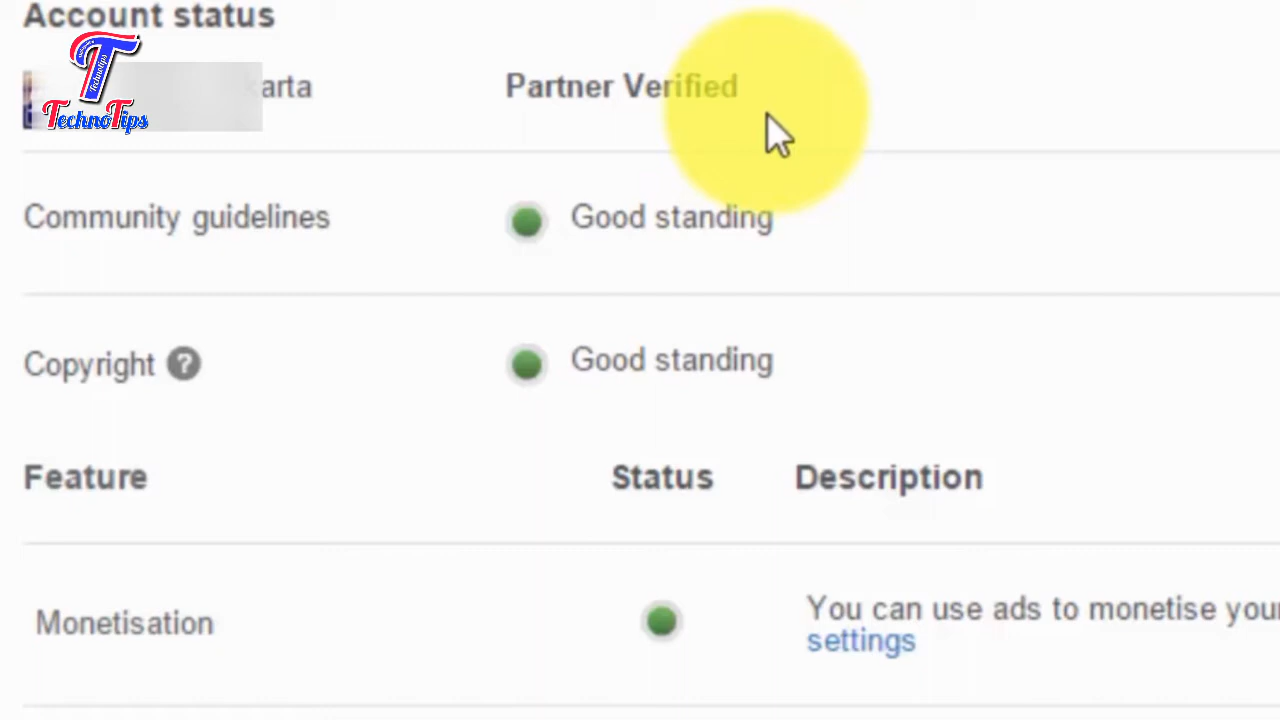 Account status
TechnoTips
arta
Partner Verified
Community guidelines
Good standing
Copyright ?
Good standing
Feature Status Description
Monetisation
You can use ads to monetise your
settings